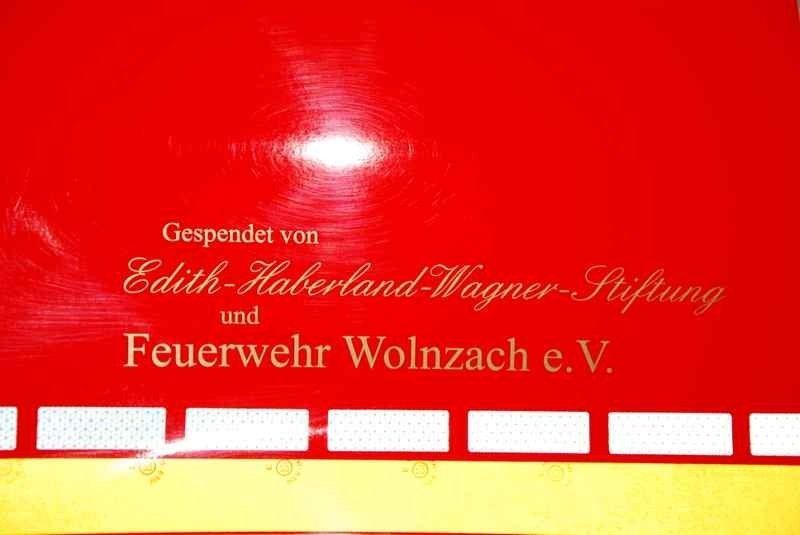 Gespendet von
Edith-Haberland-Wagner-Stiftung
und
Feuerwehr Wolnzach e.V.